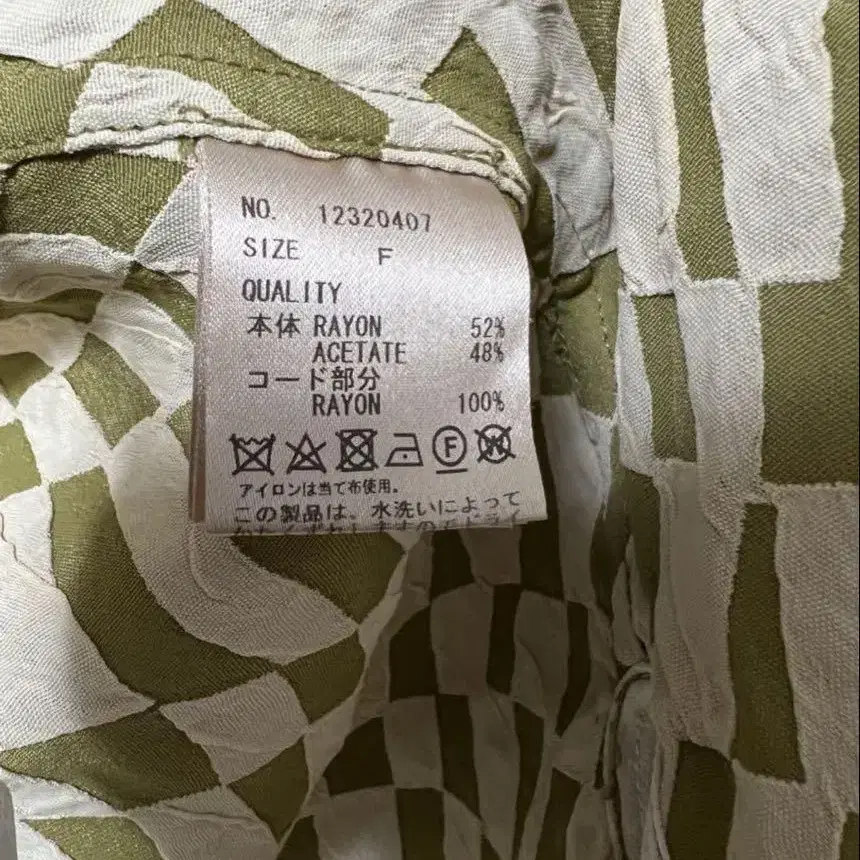 NO. 12320407
SIZE F
QUALITY
本体 RAYON 52%
ACETATE 48%
コード部分
RAYON 100%
F W
アイロンは当て布使用。
この製品は、水洗いによって